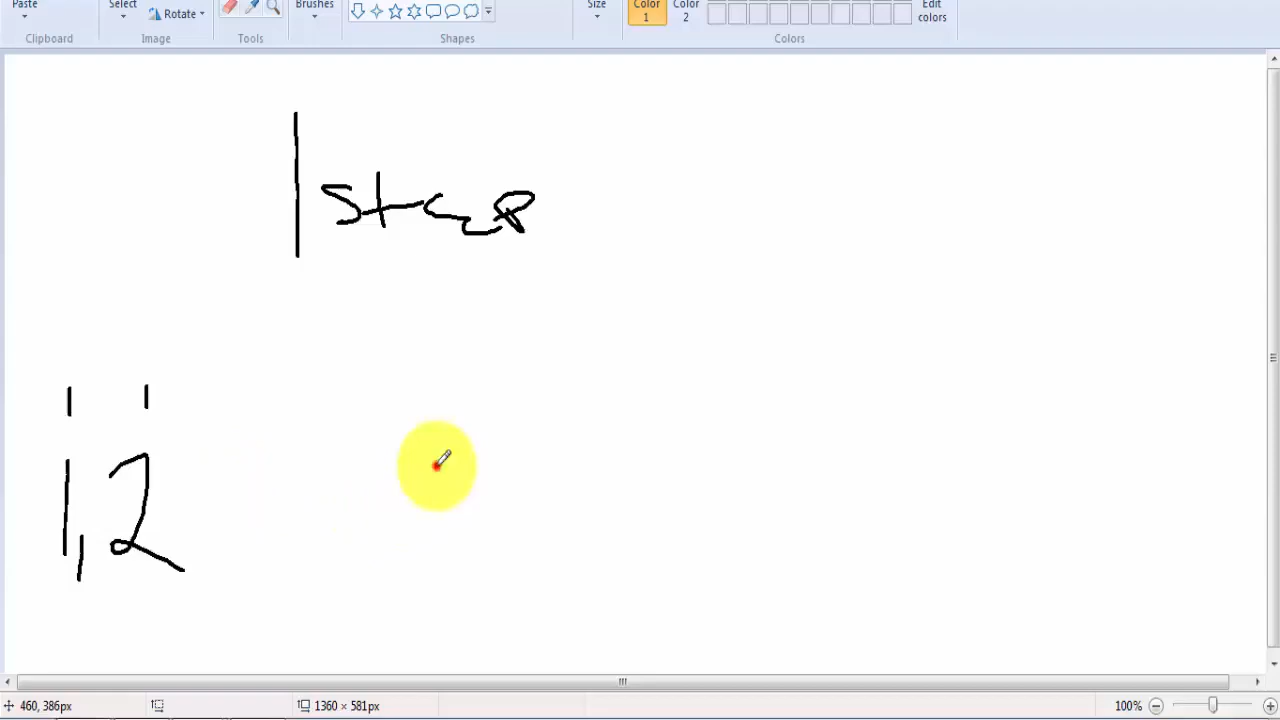 Paste
Select
Rotate
Brushes
Size
Color 1
Color 2
Edit colors
Clipboard
Image
Tools
Shapes
Colors
1
1,2
460, 386px
1360 × 581px
100%